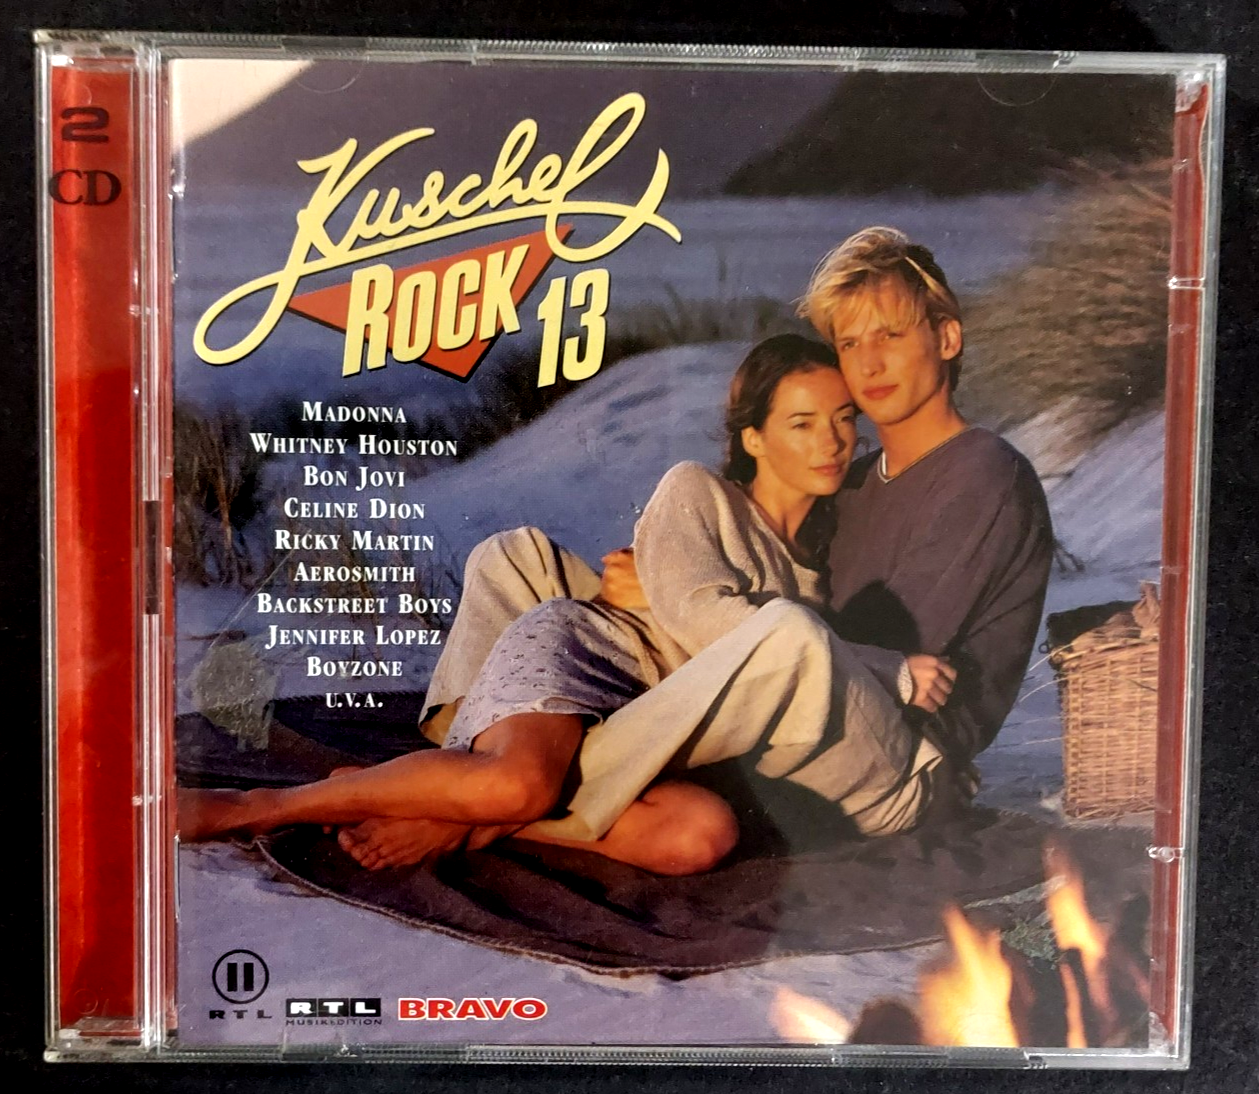 2
CD
Kuschel
ROCK 13
MADONNA
WHITNEY HOUSTON
BON JOVI
CELINE DION
RICKY MARTIN
AEROSMITH
BACKSTREET BOYS
JENNIFER LOPEZ
BOYZONE
U.V.A.
II
RTL
RTL
MUSIKEDITION
BRAVO